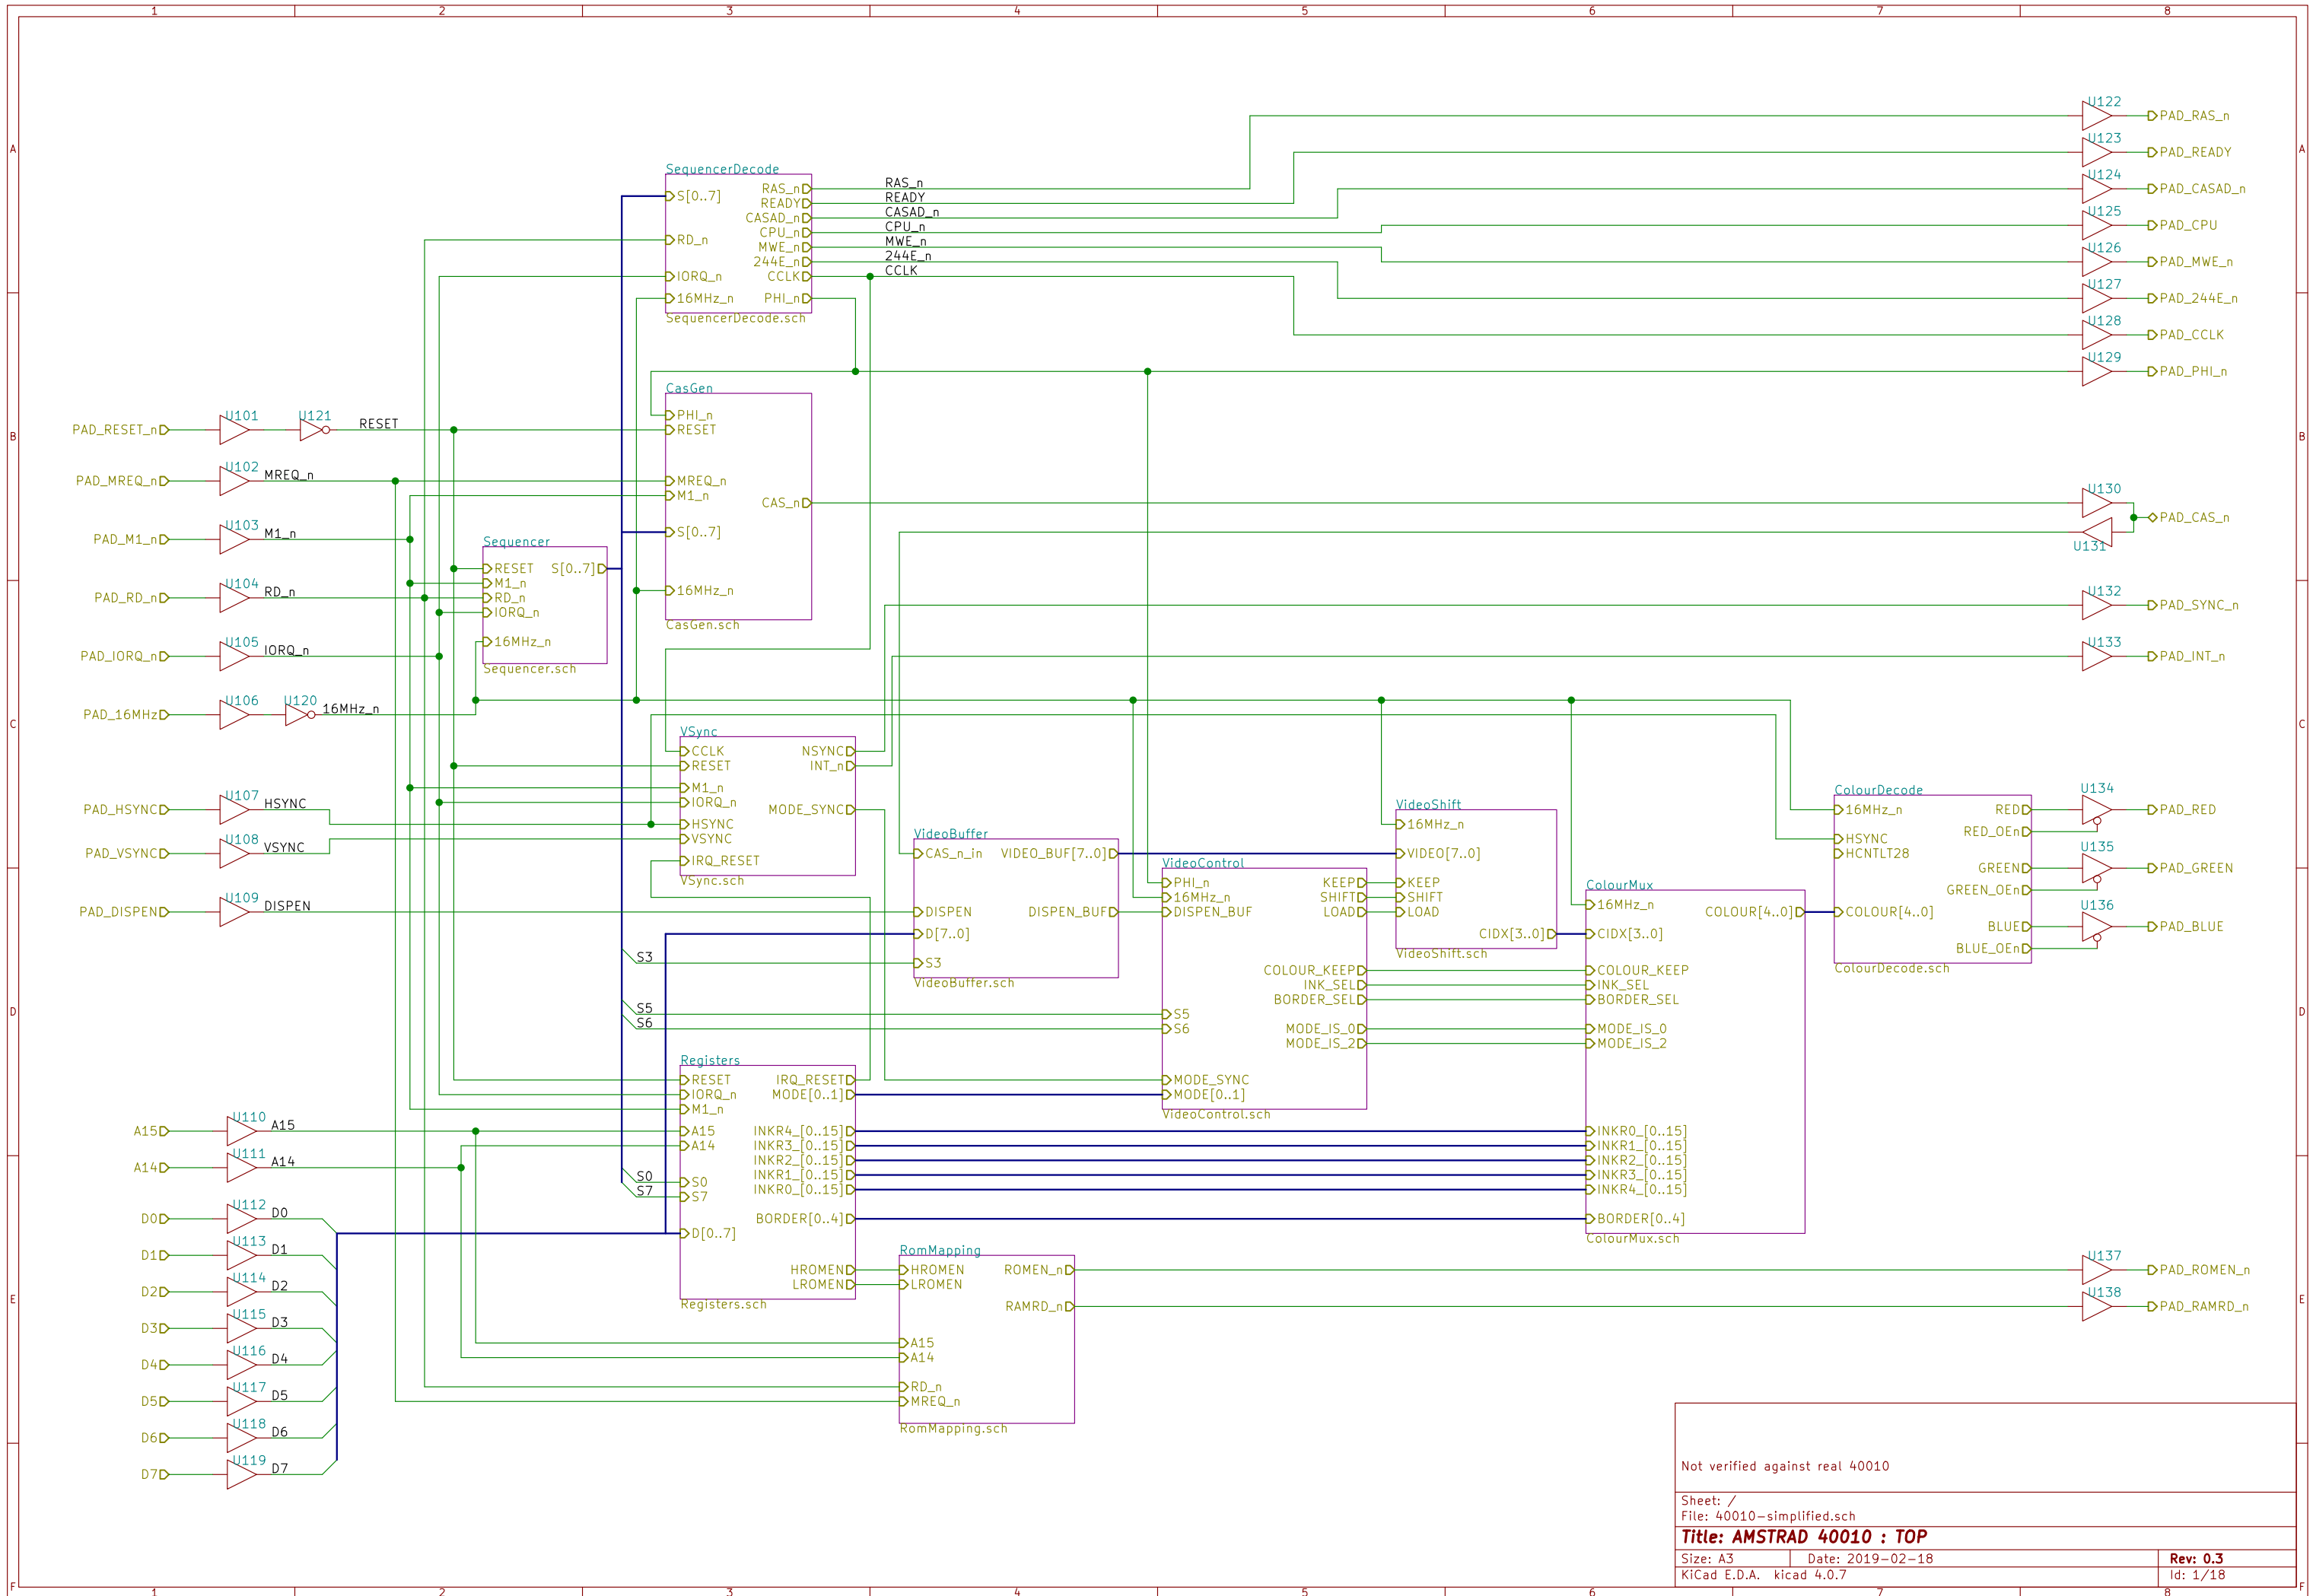 1 2 3 4 5 6 7 8
A
B
C
D
E
F
A
B
C
D
E
F
U122
PAD_RAS_n
U123
PAD_READY
U124
PAD_CASAD_n
U125
PAD_CPU
U126
PAD_MWE_n
U127
PAD_244E_n
U128
PAD_CCLK
U129
PAD_PHI_n
SequencerDecode
S[0..7]
RD_n
IORQ_n
16MHz_n
RAS_n
READY
CASAD_n
CPU_n
MWE_n
244E_n
CCLK
PHI_n
SequencerDecode.sch
RAS_n
READY
CASAD_n
CPU_n
MWE_n
244E_n
CCLK
CasGen
PHI_n
RESET
MREQ_n
M1_n
S[0..7]
16MHz_n
CAS_n
CasGen.sch
PAD_RESET_n
U101
U121
RESET
PAD_MREQ_n
U102
MREQ_n
PAD_M1_n
U103
M1_n
PAD_RD_n
U104
RD_n
PAD_IORQ_n
U105
IORQ_n
PAD_16MHz
U106
U120
16MHz_n
Sequencer
RESET
M1_n
RD_n
IORQ_n
16MHz_n
S[0..7]
Sequencer.sch
U130
PAD_CAS_n
U131
U132
PAD_SYNC_n
U133
PAD_INT_n
PAD_HSYNC
U107
HSYNC
PAD_VSYNC
U108
VSYNC
PAD_DISPEN
U109
DISPEN
VSync
CCLK
RESET
M1_n
IORQ_n
HSYNC
VSYNC
IRQ_RESET
NSYNC
INT_n
MODE_SYNC
VSync.sch
VideoBuffer
CAS_n_in
DISPEN
D[7..0]
S3
VIDEO_BUF[7..0]
DISPEN_BUF
VideoBuffer.sch
S3
S5
S6
VideoControl
PHI_n
16MHz_n
DISPEN_BUF
S5
S6
MODE_SYNC
MODE[0..1]
KEEP
SHIFT
LOAD
COLOUR_KEEP
INK_SEL
BORDER_SEL
MODE_IS_0
MODE_IS_2
VideoControl.sch
VideoShift
16MHz_n
VIDEO[7..0]
KEEP
SHIFT
LOAD
CIDX[3..0]
VideoShift.sch
ColourMux
16MHz_n
CIDX[3..0]
COLOUR_KEEP
INK_SEL
BORDER_SEL
MODE_IS_0
MODE_IS_2
INKR0_[0..15]
INKR1_[0..15]
INKR2_[0..15]
INKR3_[0..15]
INKR4_[0..15]
BORDER[0..4]
COLOUR[4..0]
ColourMux.sch
ColourDecode
16MHz_n
HSYNC
HCNTLT28
COLOUR[4..0]
RED
RED_OEn
GREEN
GREEN_OEn
BLUE
BLUE_OEn
ColourDecode.sch
U134
PAD_RED
U135
PAD_GREEN
U136
PAD_BLUE
Registers
RESET
IORQ_n
M1_n
A15
A14
S0
S7
D[0..7]
IRQ_RESET
MODE[0..1]
INKR4_[0..15]
INKR3_[0..15]
INKR2_[0..15]
INKR1_[0..15]
INKR0_[0..15]
BORDER[0..4]
HROMEN
LROMEN
Registers.sch
S0
S7
A15
U110
A15
A14
U111
A14
D0
U112
D0
D1
U113
D1
D2
U114
D2
D3
U115
D3
D4
U116
D4
D5
U117
D5
D6
U118
D6
D7
U119
D7
RomMapping
HROMEN
LROMEN
A15
A14
RD_n
MREQ_n
ROMEN_n
RAMRD_n
RomMapping.sch
U137
PAD_ROMEN_n
U138
PAD_RAMRD_n
Not verified against real 40010
Sheet: /
File: 40010-simplified.sch
Title: AMSTRAD 40010 : TOP
Size: A3 Date: 2019-02-18 Rev: 0.3
KiCad E.D.A. kicad 4.0.7 Id: 1/18
1 2 3 4 5 6 7 8